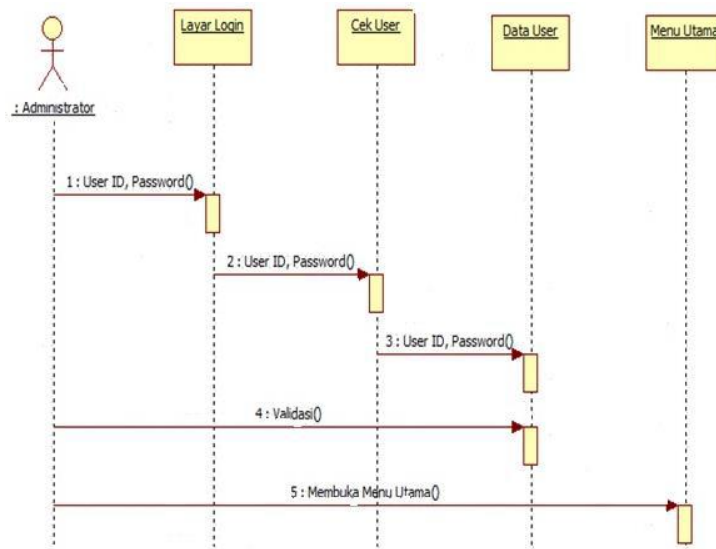 Layar Login
Cek User
Data User
Menu Utama
: Administrator
1 : User ID, Password()
2 : User ID, Password()
3 : User ID, Password()
4 : Validasi()
5 : Membuka Menu Utama()